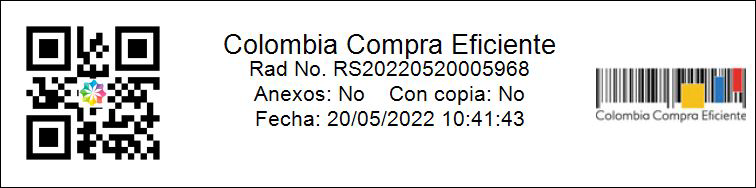 Colombia Compra Eficiente
Rad No. RS20220520005968
Anexos: No    Con copia: No
Fecha: 20/05/2022 10:41:43
Colombia Compra Eficiente